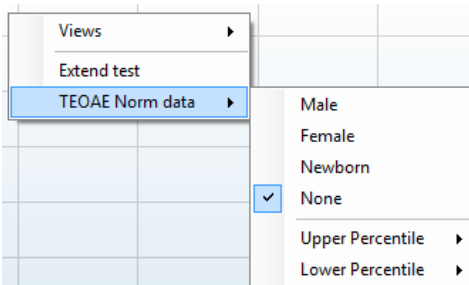 Views
Extend test
TEOAE Norm data
Male
Female
Newborn
None
Upper Percentile
Lower Percentile